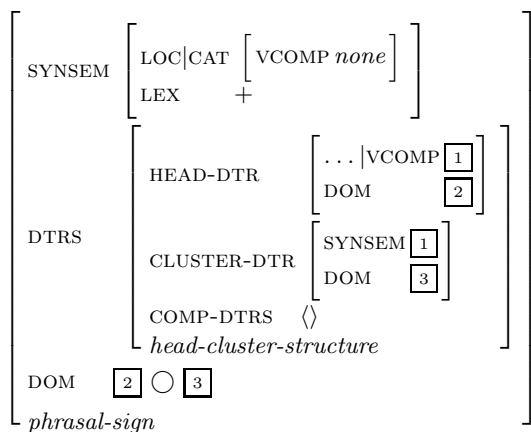 SYNSEM
LOC|CAT [VCOMP none]
LEX +
DTRS
HEAD-DTR
...|VCOMP 1
DOM 2
CLUSTER-DTR
SYNSEM 1
DOM 3
COMP-DTRS ⟨⟩
head-cluster-structure
DOM 2 ◯ 3
phrasal-sign